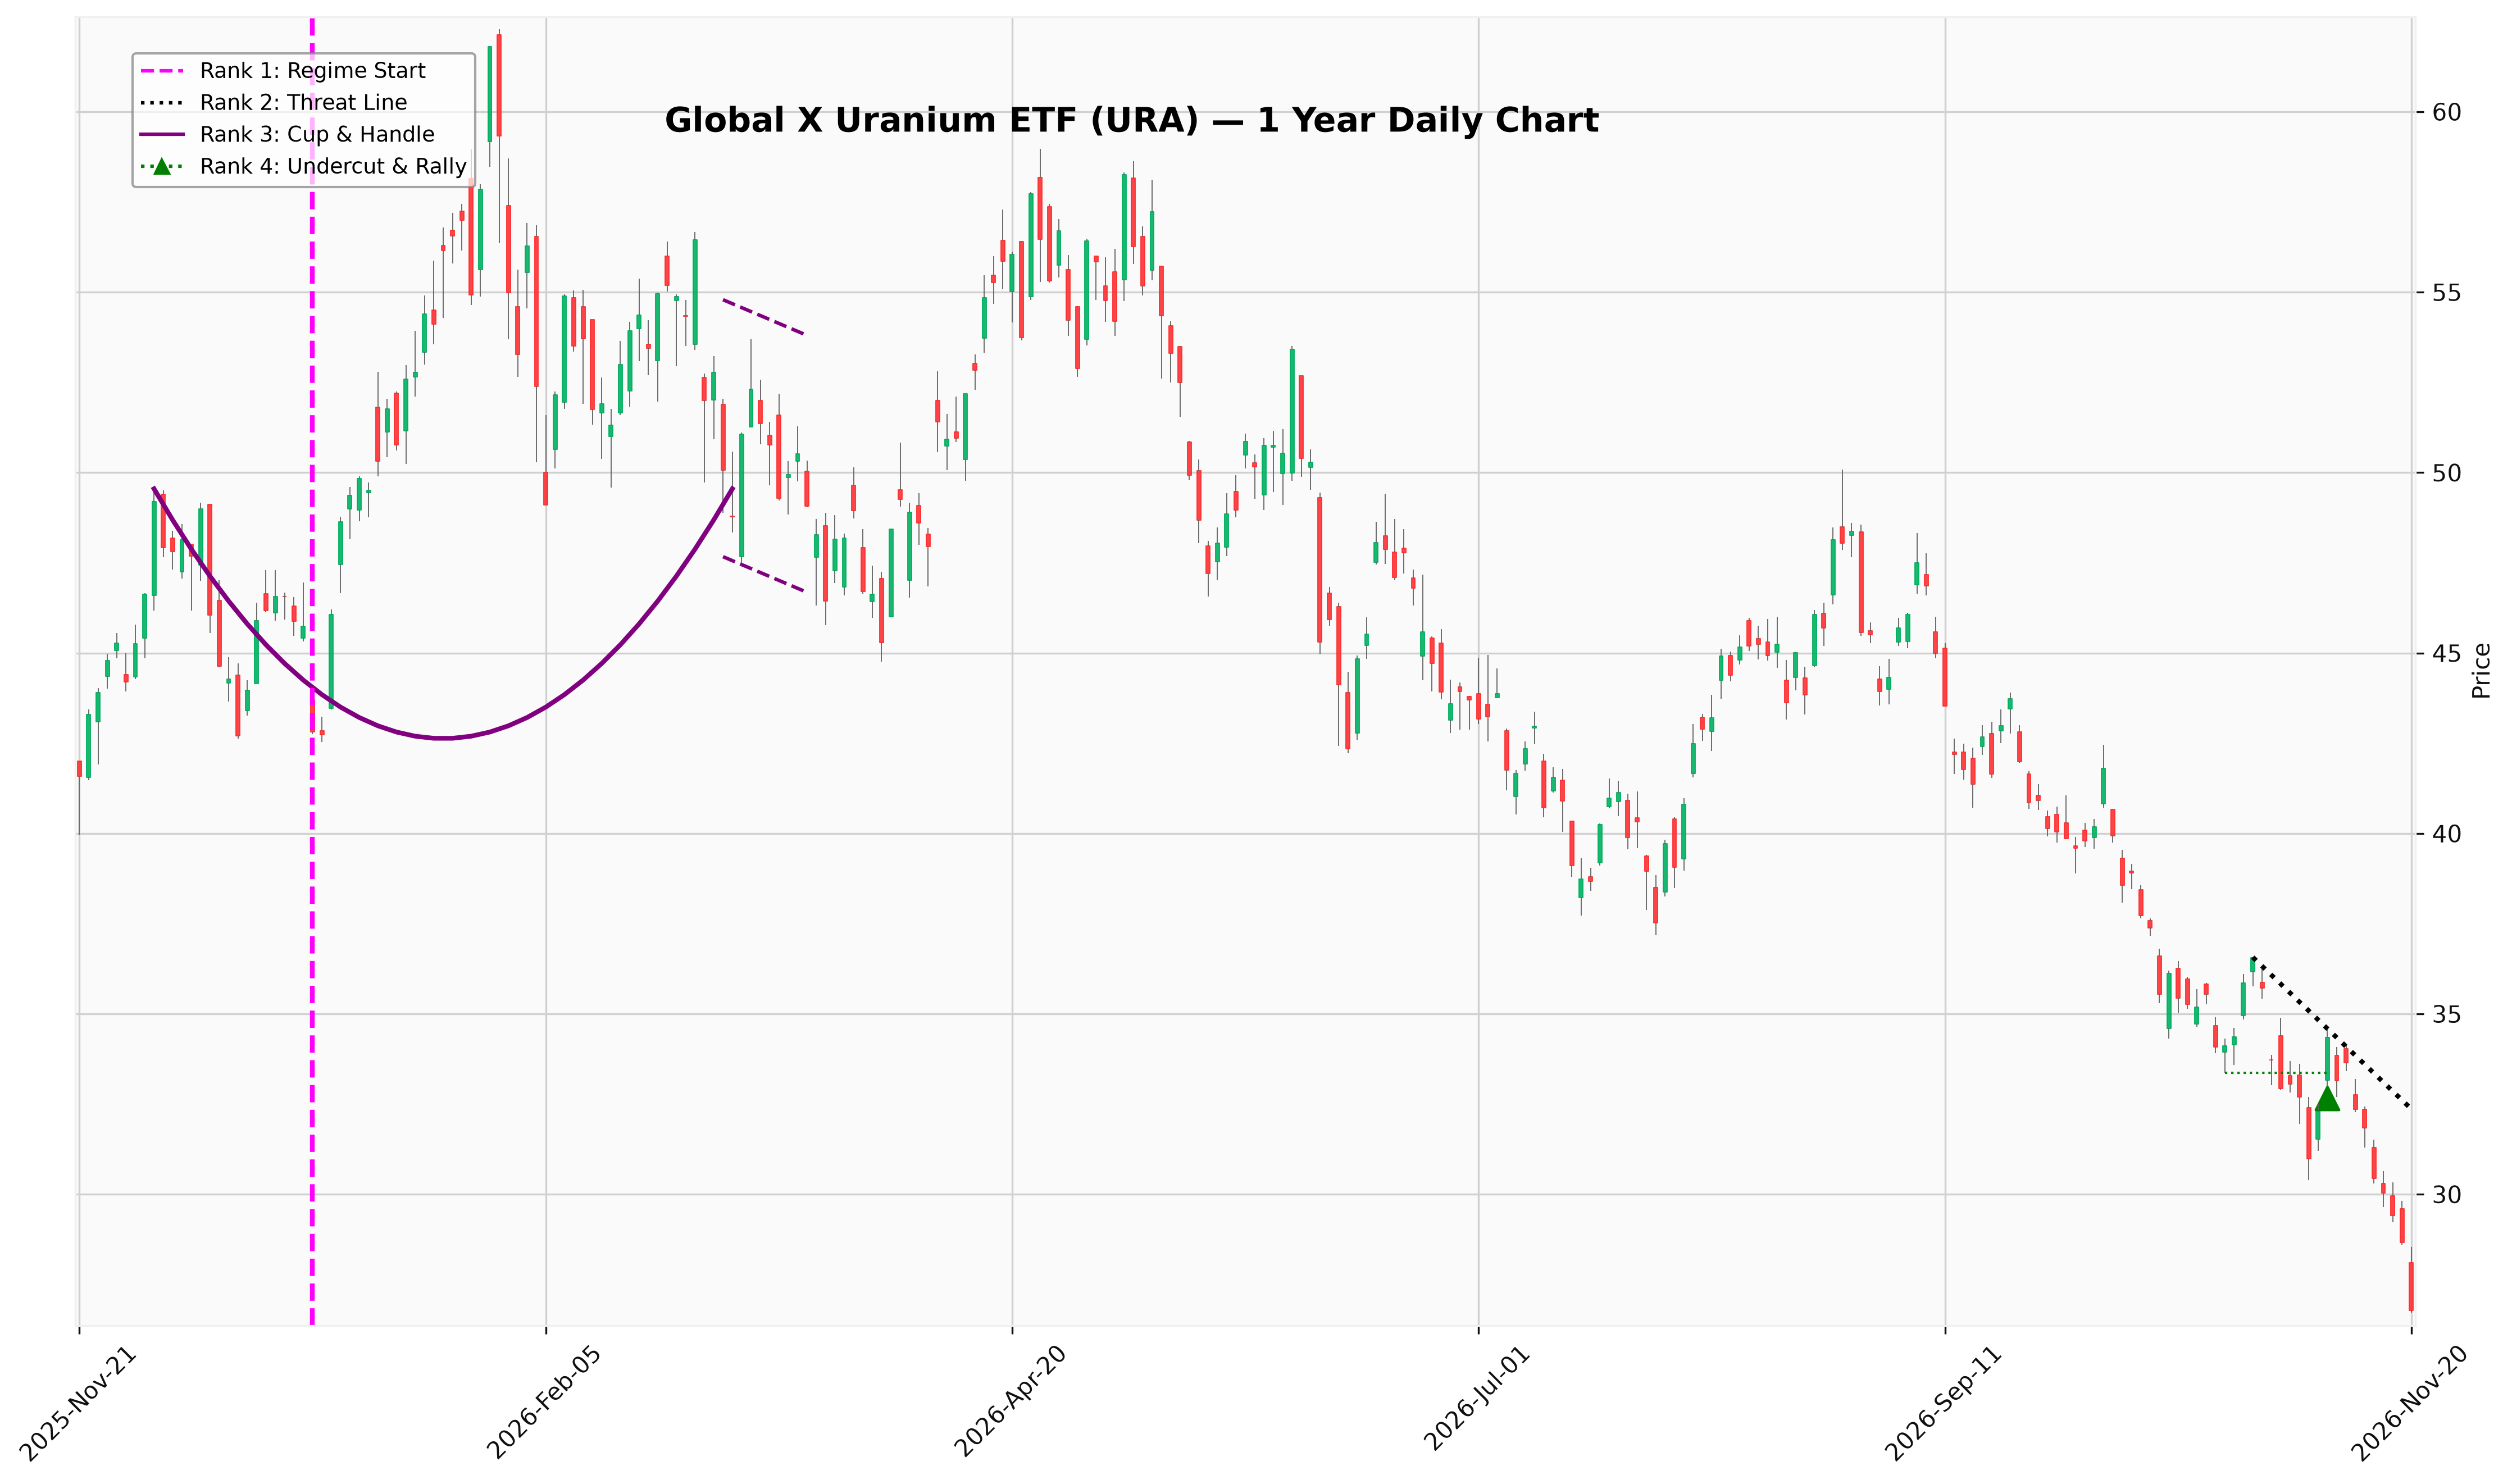 Global X Uranium ETF (URA) — 1 Year Daily Chart
Rank 1: Regime Start
Rank 2: Threat Line
Rank 3: Cup & Handle
Rank 4: Undercut & Rally
60
55
50
45
40
35
30
Price
2025-Nov-21
2026-Feb-05
2026-Apr-20
2026-Jul-01
2026-Sep-11
2026-Nov-20